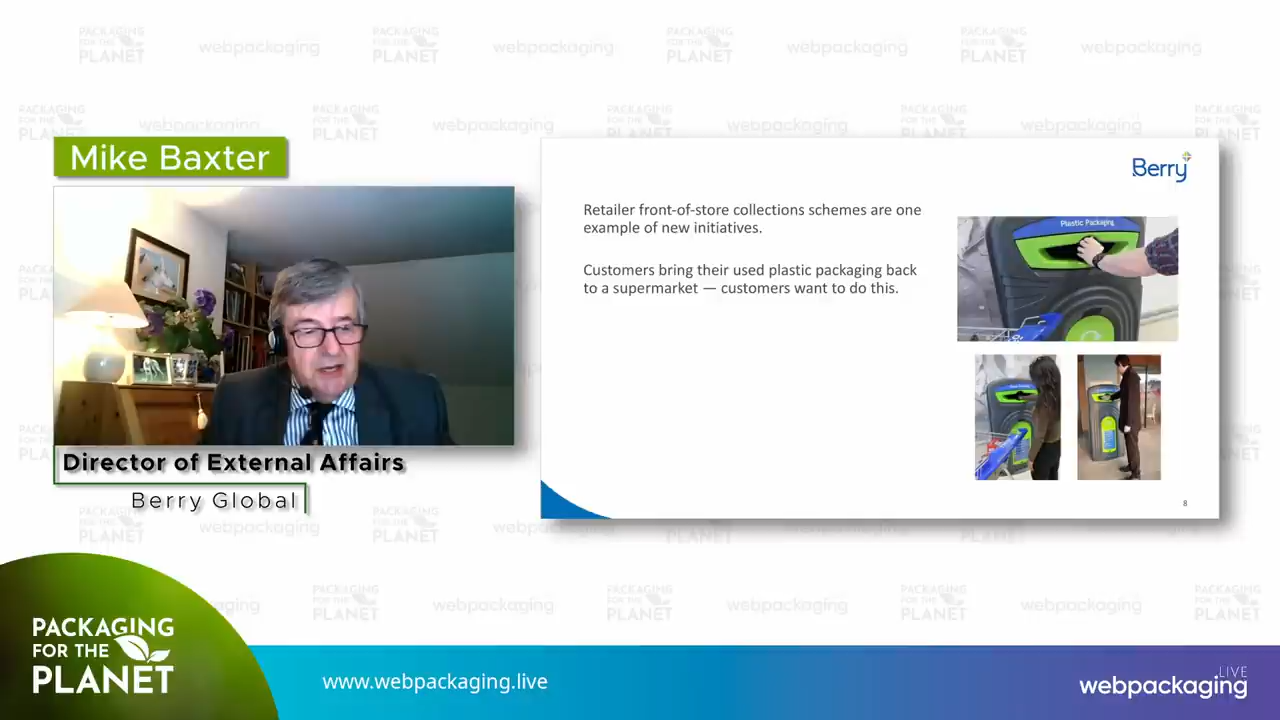 Mike Baxter
Director of External Affairs
Berry Global
Berry
Retailer front-of-store collections schemes are one
example of new initiatives.
Customers bring their used plastic packaging back
to a supermarket — customers want to do this.
Plastic Packaging
8
PACKAGING
FOR THE
PLANET
www.webpackaging.live
LIVE
webpackaging